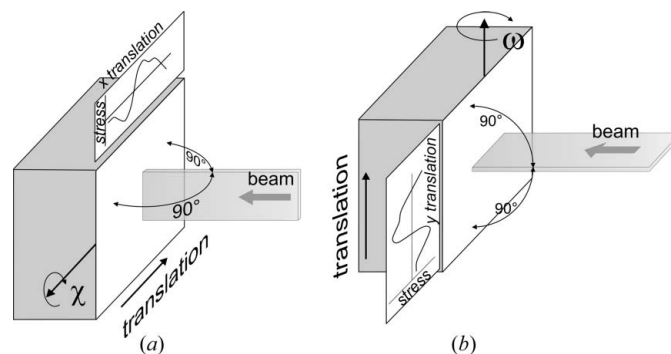 x translation
stress
90°
90°
beam
χ
translation
(a)
ω
90°
beam
90°
translation
y translation
stress
(b)